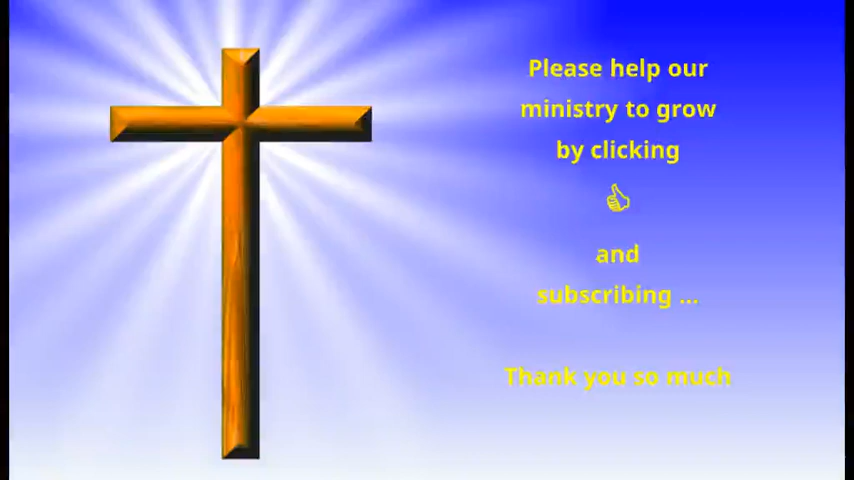 Please help our
ministry to grow
by clicking
👍
and
subscribing ...
Thank you so much